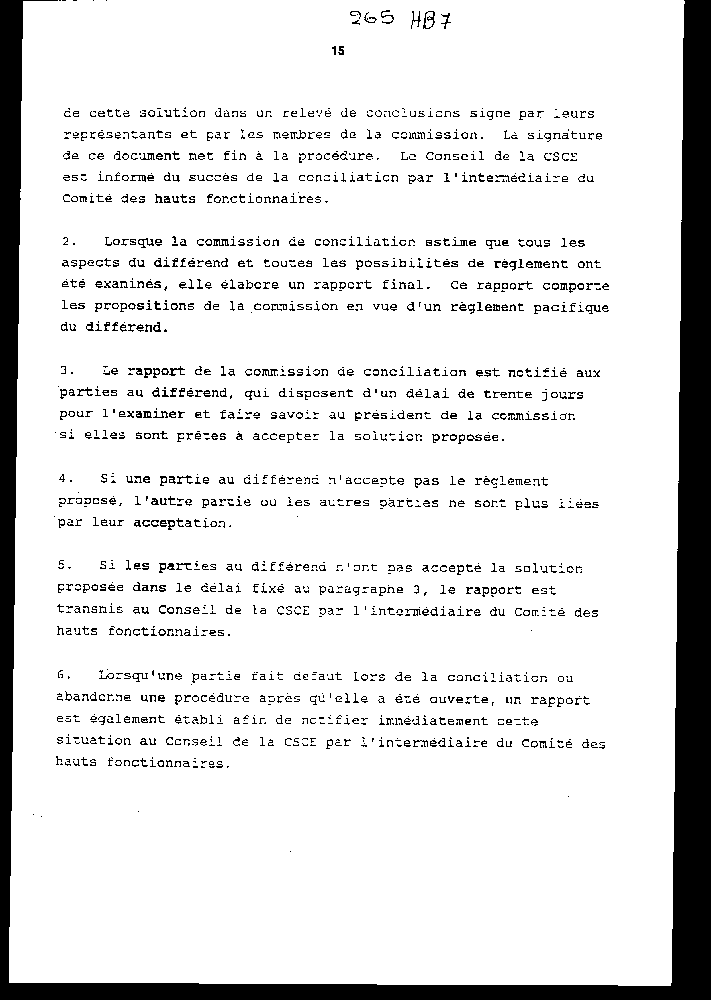 265 HB7
15
de cette solution dans un relevé de conclusions signé par leurs
représentants et par les membres de la commission. La signature
de ce document met fin à la procédure. Le Conseil de la CSCE
est informé du succès de la conciliation par l'intermédiaire du
Comité des hauts fonctionnaires.
2. Lorsque la commission de conciliation estime que tous les
aspects du différend et toutes les possibilités de règlement ont
été examinés, elle élabore un rapport final. Ce rapport comporte
les propositions de la commission en vue d'un règlement pacifique
du différend.
3. Le rapport de la commission de conciliation est notifié aux
parties au différend, qui disposent d'un délai de trente jours
pour l'examiner et faire savoir au président de la commission
si elles sont prêtes à accepter la solution proposée.
4. Si une partie au différend n'accepte pas le règlement
proposé, l'autre partie ou les autres parties ne sont plus liées
par leur acceptation.
5. Si les parties au différend n'ont pas accepté la solution
proposée dans le délai fixé au paragraphe 3, le rapport est
transmis au Conseil de la CSCE par l'intermédiaire du Comité des
hauts fonctionnaires.
6. Lorsqu'une partie fait défaut lors de la conciliation ou
abandonne une procédure après qu'elle a été ouverte, un rapport
est également établi afin de notifier immédiatement cette
situation au Conseil de la CSCE par l'intermédiaire du Comité des
hauts fonctionnaires.